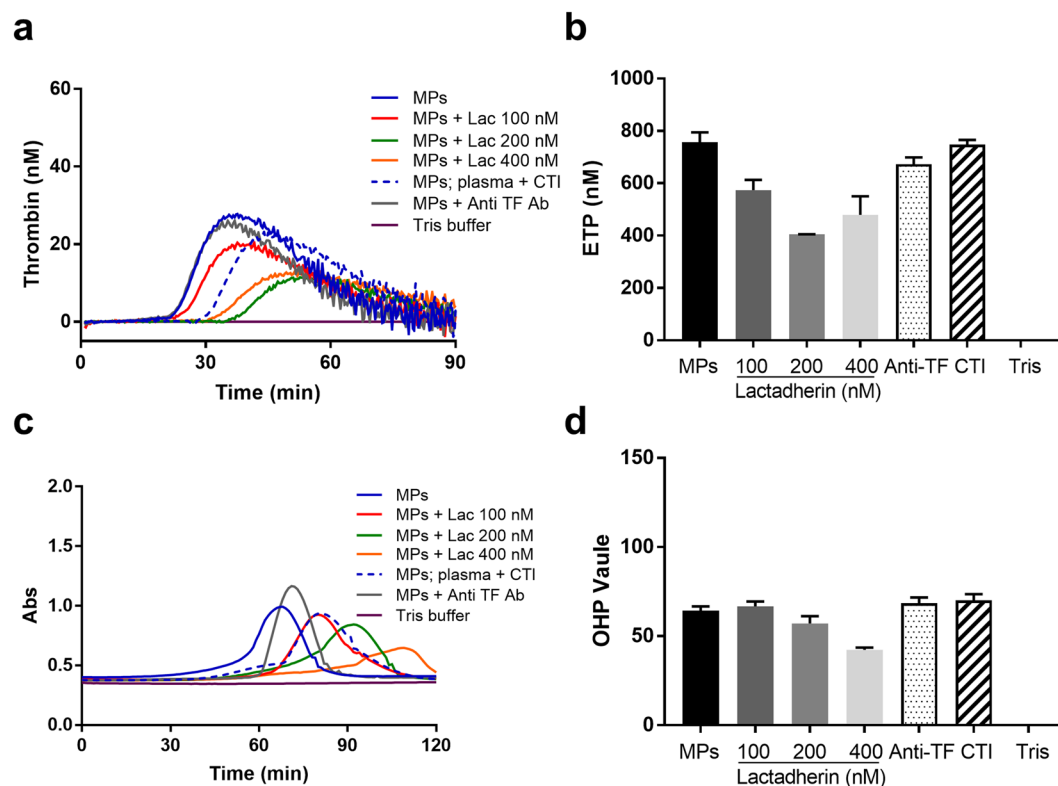 a
Thrombin (nM)
60
40
20
0
0
30
60
90
Time (min)
MPs
MPs + Lac 100 nM
MPs + Lac 200 nM
MPs + Lac 400 nM
MPs; plasma + CTI
MPs + Anti TF Ab
Tris buffer
b
ETP (nM)
1000
800
600
400
200
0
MPs
100
200
400
Anti-TF
CTI
Tris
Lactadherin (nM)
c
Abs
2.0
1.5
1.0
0.5
0.0
0
30
60
90
120
Time (min)
MPs
MPs + Lac 100 nM
MPs + Lac 200 nM
MPs + Lac 400 nM
MPs; plasma + CTI
MPs + Anti TF Ab
Tris buffer
d
OHP Vaule
150
100
50
0
MPs
100
200
400
Anti-TF
CTI
Tris
Lactadherin (nM)